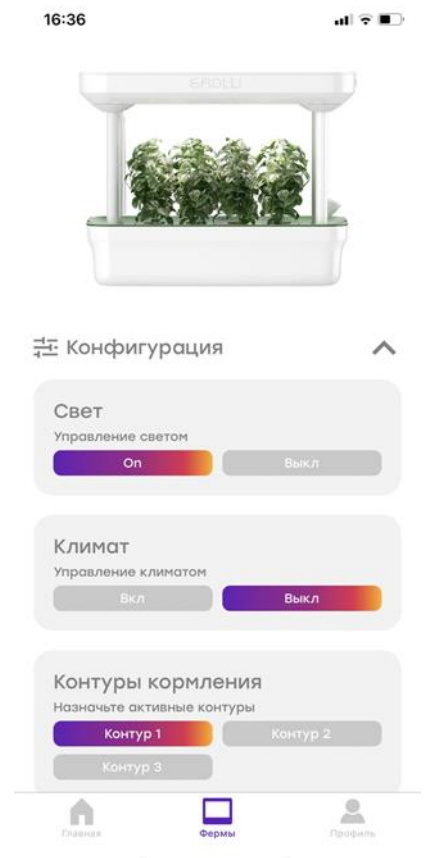 16:36
Конфигурация
Свет
Управление светом
On Выкл
Климат
Управление климатом
Вкл Выкл
Контуры кормления
Назначьте активные контуры
Контур 1 Контур 2
Контур 3
Главная Фермы Профиль